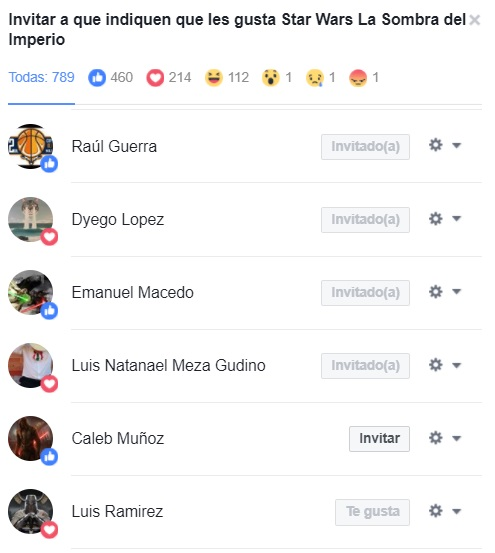 Invitar a que indiquen que les gusta Star Wars La Sombra del
Imperio
Todas: 789 460 214 112 1 1 1
Raúl Guerra Invitado(a)
Dyego Lopez Invitado(a)
Emanuel Macedo Invitado(a)
Luis Natanael Meza Gudino Invitado(a)
Caleb Muñoz Invitar
Luis Ramirez Te gusta